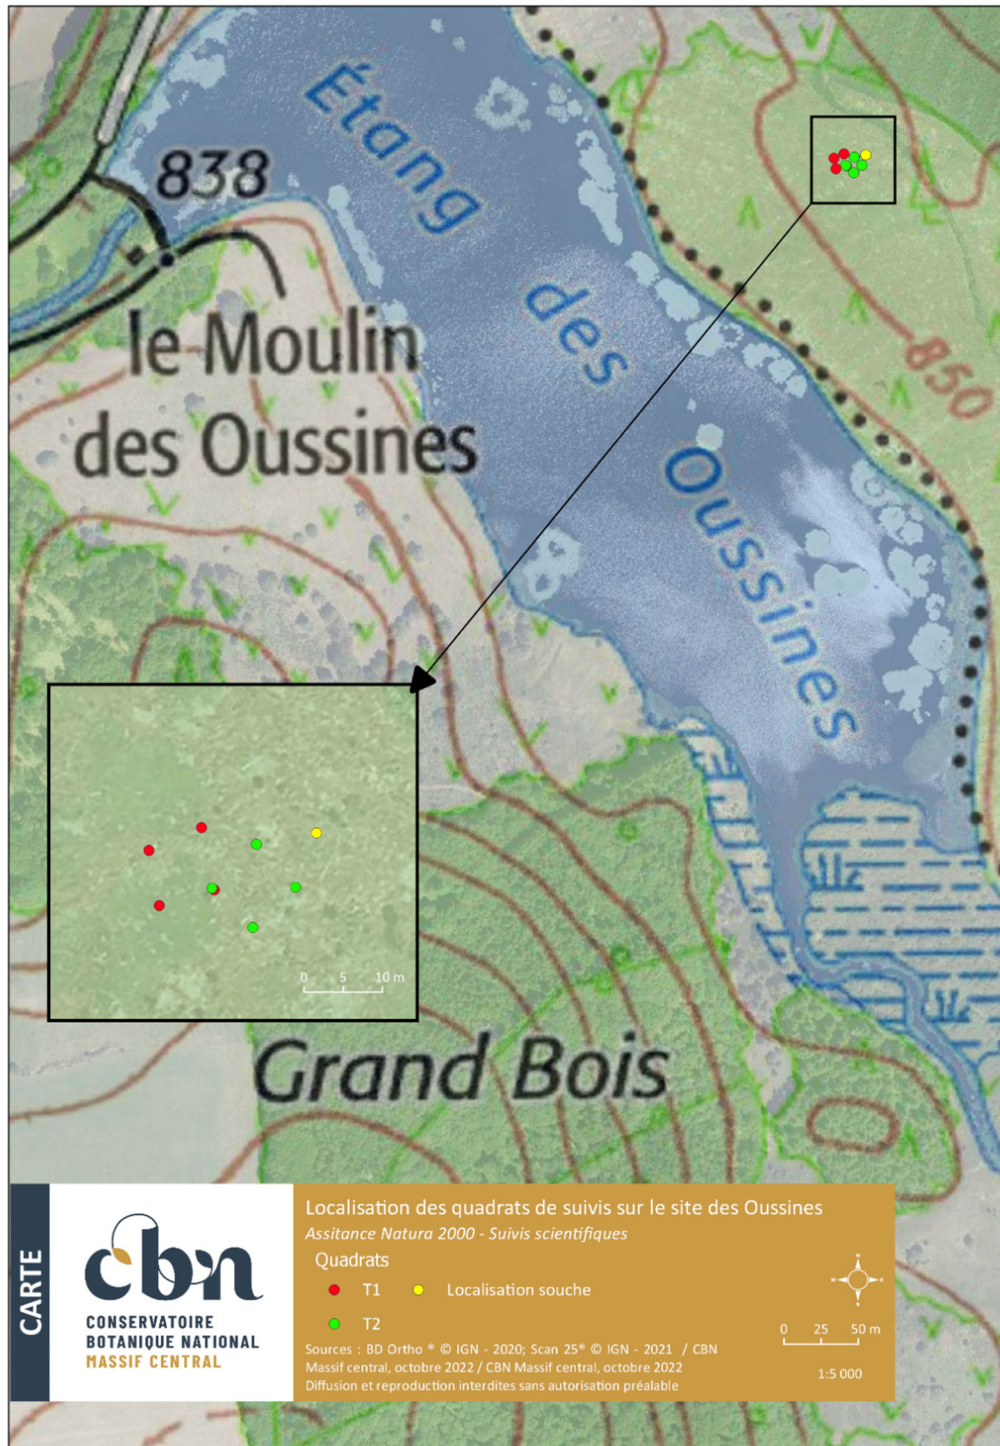 Étang
838
des
le Moulin
des Oussines
850
Oussines
0 5 10 m
Grand Bois
CARTE
cbn
CONSERVATOIRE
BOTANIQUE NATIONAL
MASSIF CENTRAL
Localisation des quadrats de suivis sur le site des Oussines
Assitance Natura 2000 - Suivis scientifiques
Quadrats
T1
Localisation souche
T2
0 25 50 m
1:5 000
Sources : BD Ortho ® © IGN - 2020; Scan 25® © IGN - 2021 / CBN
Massif central, octobre 2022 / CBN Massif central, octobre 2022
Diffusion et reproduction interdites sans autorisation préalable